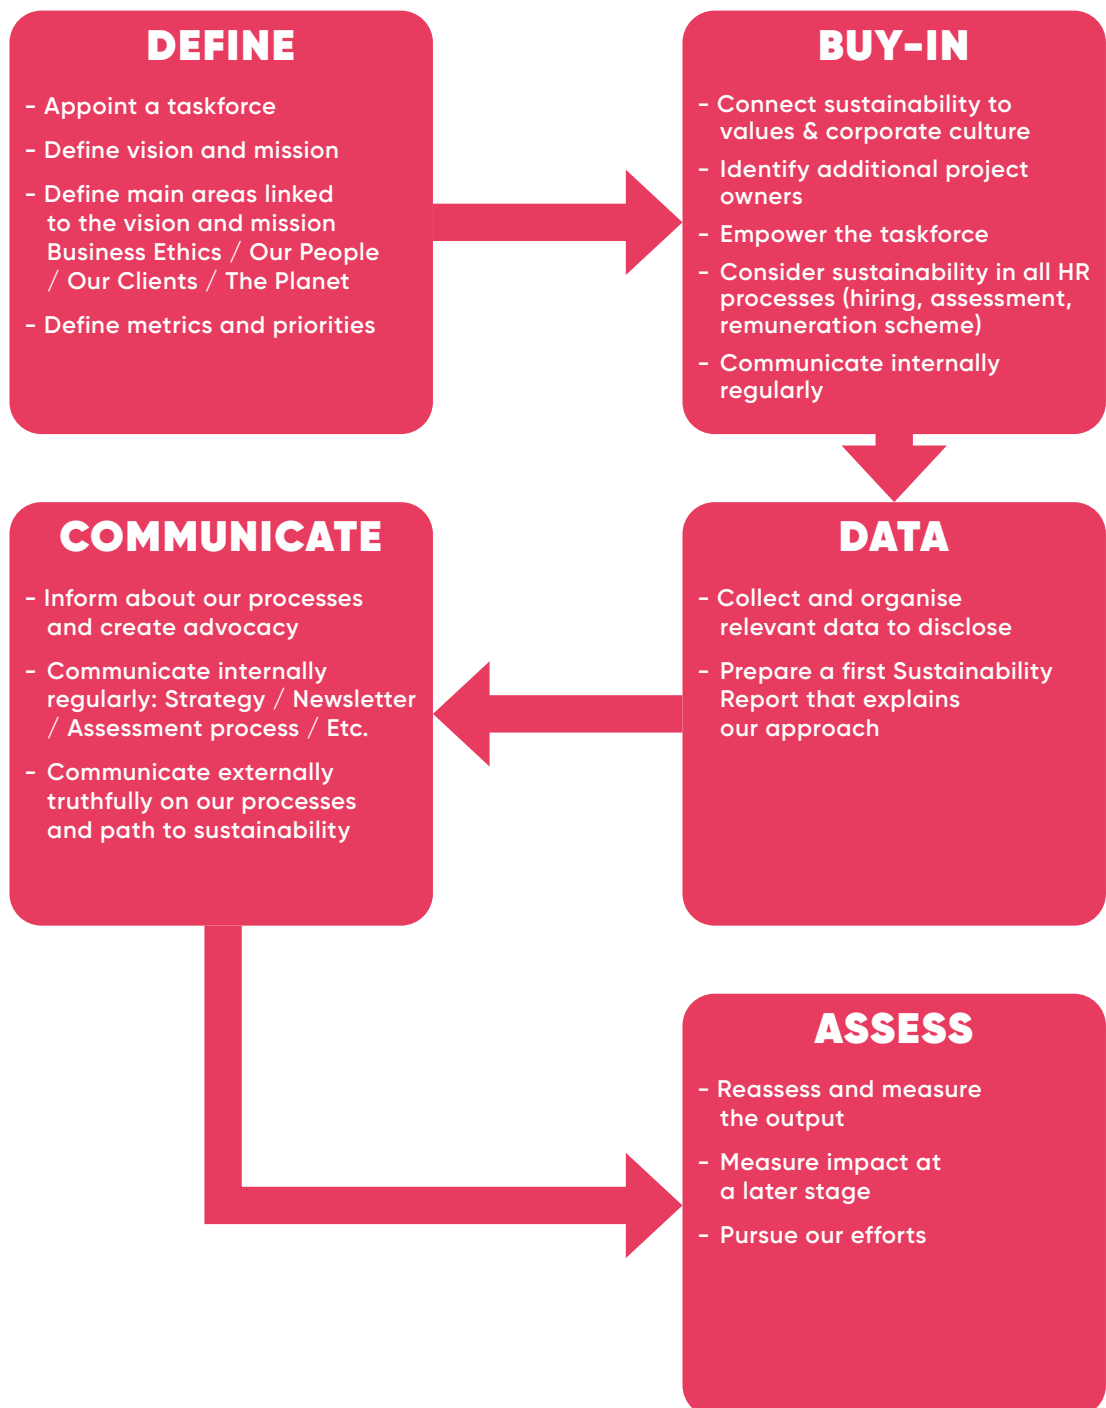 DEFINE
- Appoint a taskforce
- Define vision and mission
- Define main areas linked
to the vision and mission
Business Ethics / Our People
/ Our Clients / The Planet
- Define metrics and priorities
BUY-IN
- Connect sustainability to
values & corporate culture
- Identify additional project
owners
- Empower the taskforce
- Consider sustainability in all HR
processes (hiring, assessment,
remuneration scheme)
- Communicate internally
regularly
DATA
- Collect and organise
relevant data to disclose
- Prepare a first Sustainability
Report that explains
our approach
COMMUNICATE
- Inform about our processes
and create advocacy
- Communicate internally
regularly: Strategy / Newsletter
/ Assessment process / Etc.
- Communicate externally
truthfully on our processes
and path to sustainability
ASSESS
- Reassess and measure
the output
- Measure impact at
a later stage
- Pursue our efforts